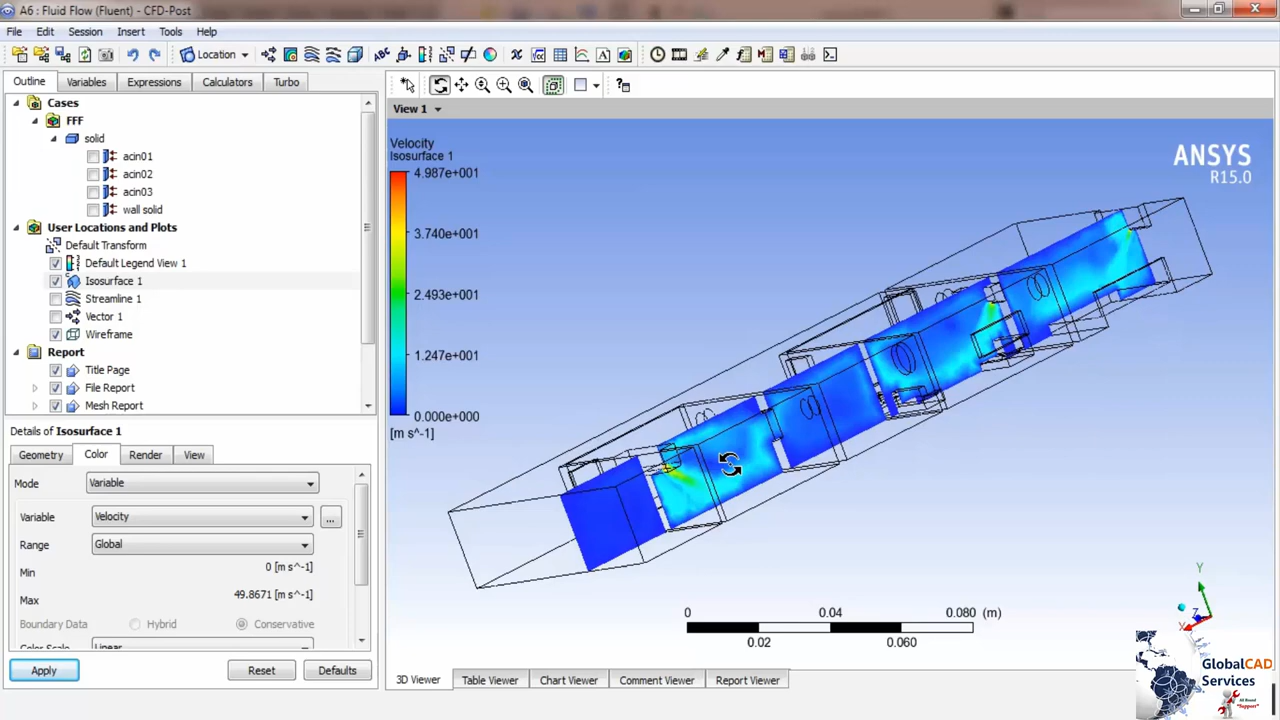 A6 : Fluid Flow (Fluent) - CFD-Post
File Edit Session Insert Tools Help
Location
Outline Variables Expressions Calculators Turbo
Cases
FFF
solid
acin01
acin02
acin03
wall solid
User Locations and Plots
Default Transform
Default Legend View 1
Isosurface 1
Streamline 1
Vector 1
Wireframe
Report
Title Page
File Report
Mesh Report
Details of Isosurface 1
Geometry Color Render View
Mode Variable
Variable Velocity ...
Range Global
Min 0 [m s^-1]
Max 49.8671 [m s^-1]
Boundary Data Hybrid Conservative
Color Scale Linear
Apply Reset Defaults
View 1
Velocity
Isosurface 1
4.987e+001
3.740e+001
2.493e+001
1.247e+001
0.000e+000
[m s^-1]
ANSYS
R15.0
0 0.04 0.080 (m)
0.02 0.060
Y
Z
X
3D Viewer Table Viewer Chart Viewer Comment Viewer Report Viewer
GlobalCAD
Services
All Brand
"Support"